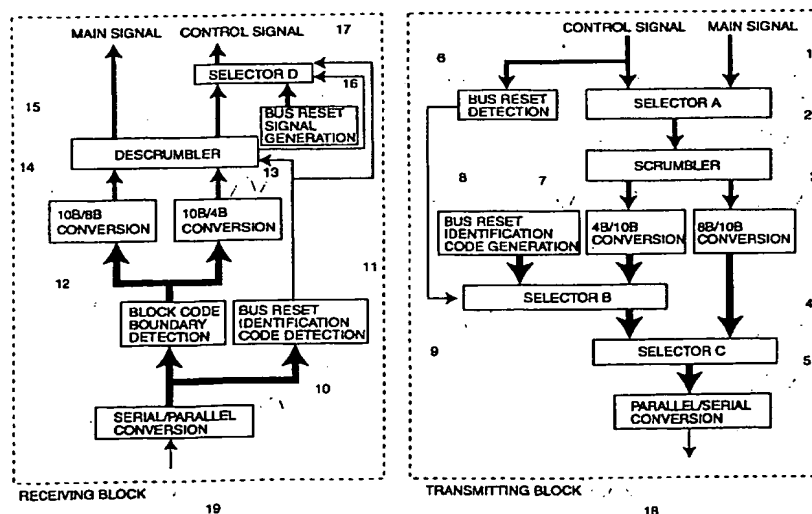 MAIN SIGNAL
CONTROL SIGNAL
17
SELECTOR D
16
15
BUS RESET
SIGNAL
GENERATION
DESCRUMBLER
14
13
10B/8B
CONVERSION
10B/4B
CONVERSION
12
11
BLOCK CODE
BOUNDARY
DETECTION
BUS RESET
IDENTIFICATION
CODE DETECTION
10
SERIAL/PARALLEL
CONVERSION
RECEIVING BLOCK
19
CONTROL SIGNAL
MAIN SIGNAL
6
1
BUS RESET
DETECTION
SELECTOR A
2
SCRUMBLER
8
7
3
BUS RESET
IDENTIFICATION
CODE GENERATION
4B/10B
CONVERSION
8B/10B
CONVERSION
SELECTOR B
4
9
SELECTOR C
5
PARALLEL/SERIAL
CONVERSION
TRANSMITTING BLOCK
18